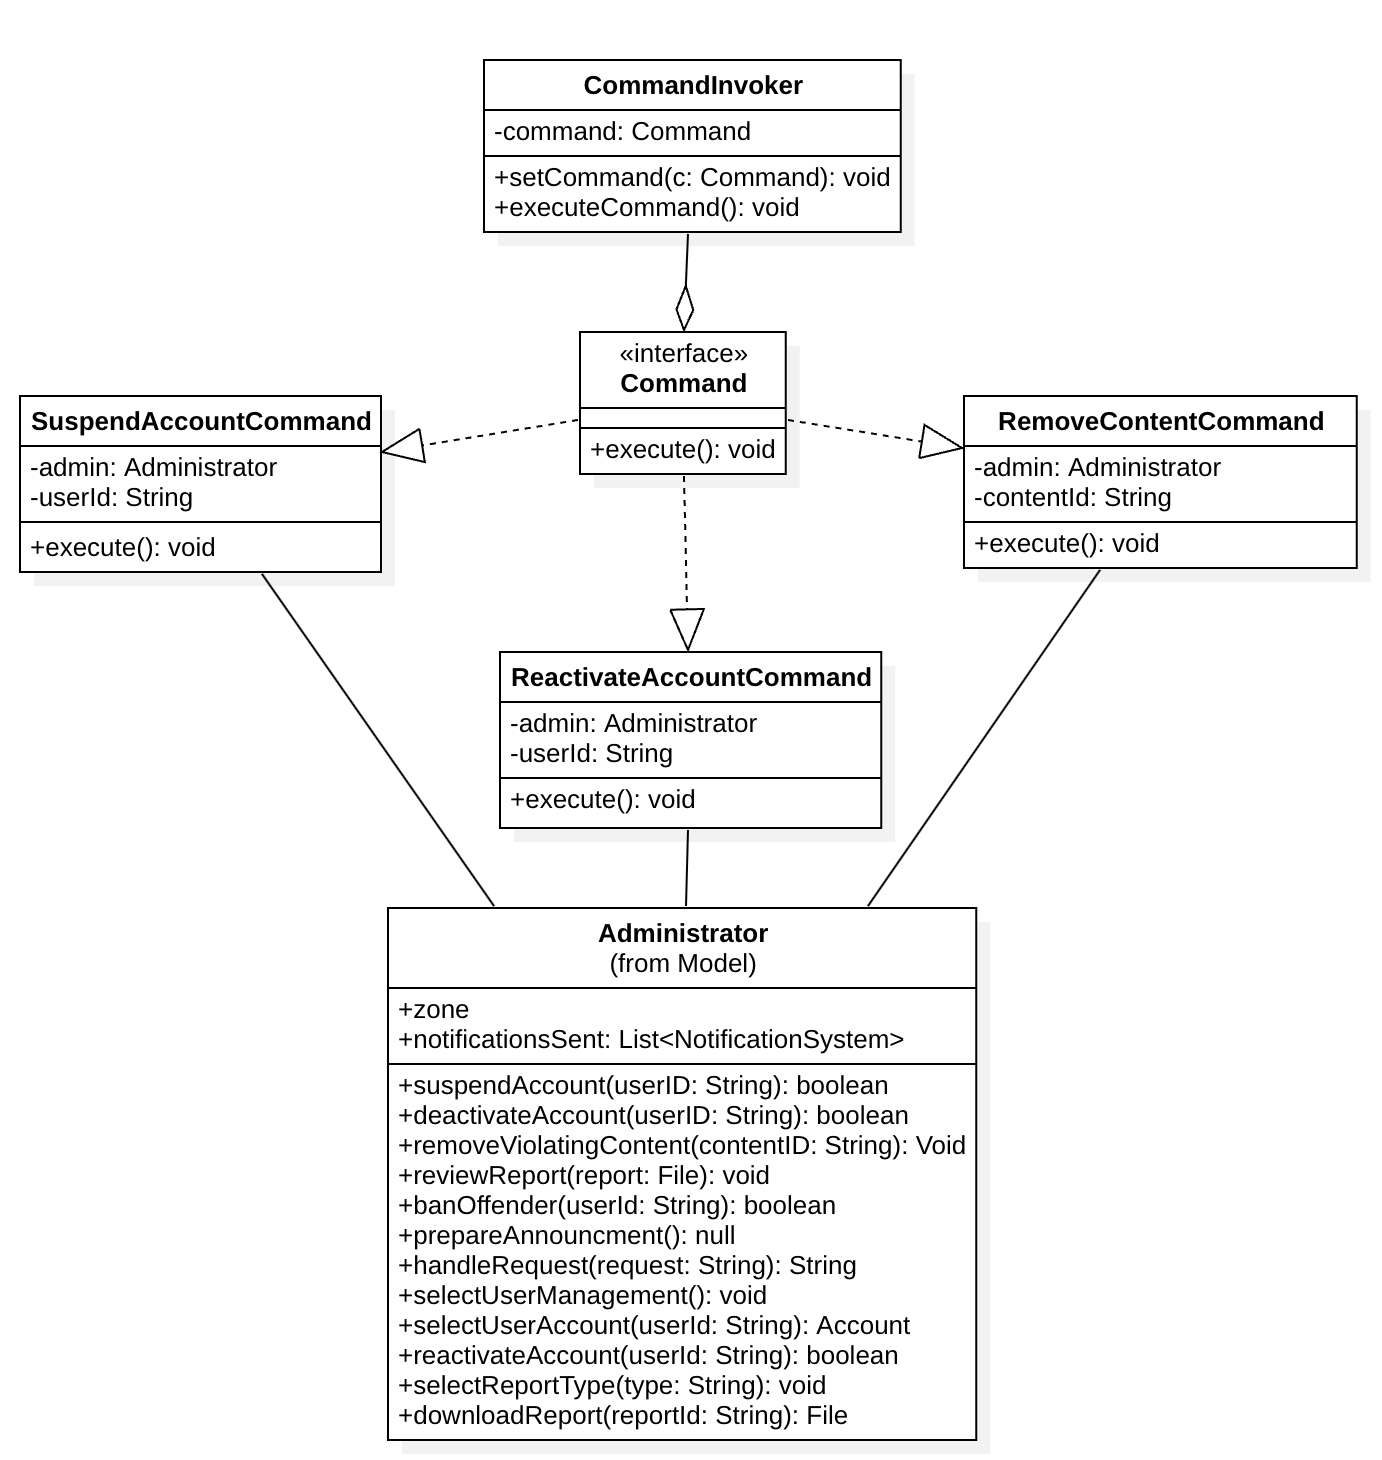 CommandInvoker
-command: Command
+setCommand(c: Command): void
+executeCommand(): void
«interface»
Command
+execute(): void
SuspendAccountCommand
-admin: Administrator
-userId: String
+execute(): void
RemoveContentCommand
-admin: Administrator
-contentId: String
+execute(): void
ReactivateAccountCommand
-admin: Administrator
-userId: String
+execute(): void
Administrator
(from Model)
+zone
+notificationsSent: List<NotificationSystem>
+suspendAccount(userID: String): boolean
+deactivateAccount(userID: String): boolean
+removeViolatingContent(contentID: String): Void
+reviewReport(report: File): void
+banOffender(userId: String): boolean
+prepareAnnouncment(): null
+handleRequest(request: String): String
+selectUserManagement(): void
+selectUserAccount(userId: String): Account
+reactivateAccount(userId: String): boolean
+selectReportType(type: String): void
+downloadReport(reportId: String): File